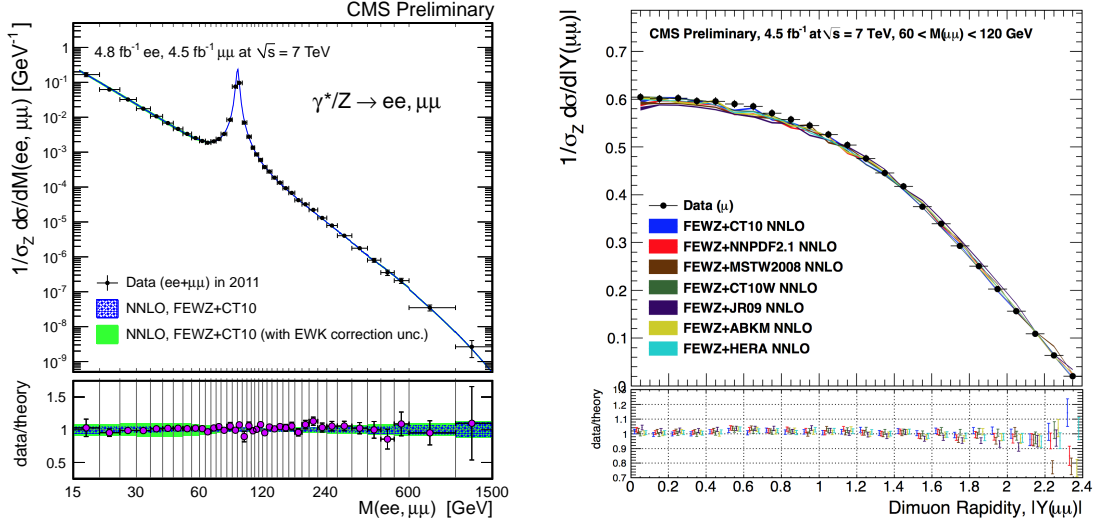 CMS Preliminary
4.8 fb⁻¹ ee, 4.5 fb⁻¹ μμ at √s = 7 TeV
γ*/Z → ee, μμ
1/σ_Z dσ/dM(ee, μμ) [GeV⁻¹]
1
10⁻¹
10⁻²
10⁻³
10⁻⁴
10⁻⁵
10⁻⁶
10⁻⁷
10⁻⁸
10⁻⁹
Data (ee+μμ) in 2011
NNLO, FEWZ+CT10
NNLO, FEWZ+CT10 (with EWK correction unc.)
data/theory
1.5
1
0.5
15 30 60 120 240 600 1500
M(ee, μμ) [GeV]
CMS Preliminary, 4.5 fb⁻¹ at √s = 7 TeV, 60 < M(μμ) < 120 GeV
1/σ_Z dσ/d|Y(μμ)|
0.7
0.6
0.5
0.4
0.3
0.2
0.1
0
Data (μ)
FEWZ+CT10 NNLO
FEWZ+NNPDF2.1 NNLO
FEWZ+MSTW2008 NNLO
FEWZ+CT10W NNLO
FEWZ+JR09 NNLO
FEWZ+ABKM NNLO
FEWZ+HERA NNLO
data/theory
1.3
1.2
1.1
1
0.9
0.8
0.7
0 0.2 0.4 0.6 0.8 1 1.2 1.4 1.6 1.8 2 2.2 2.4
Dimuon Rapidity, |Y(μμ)|